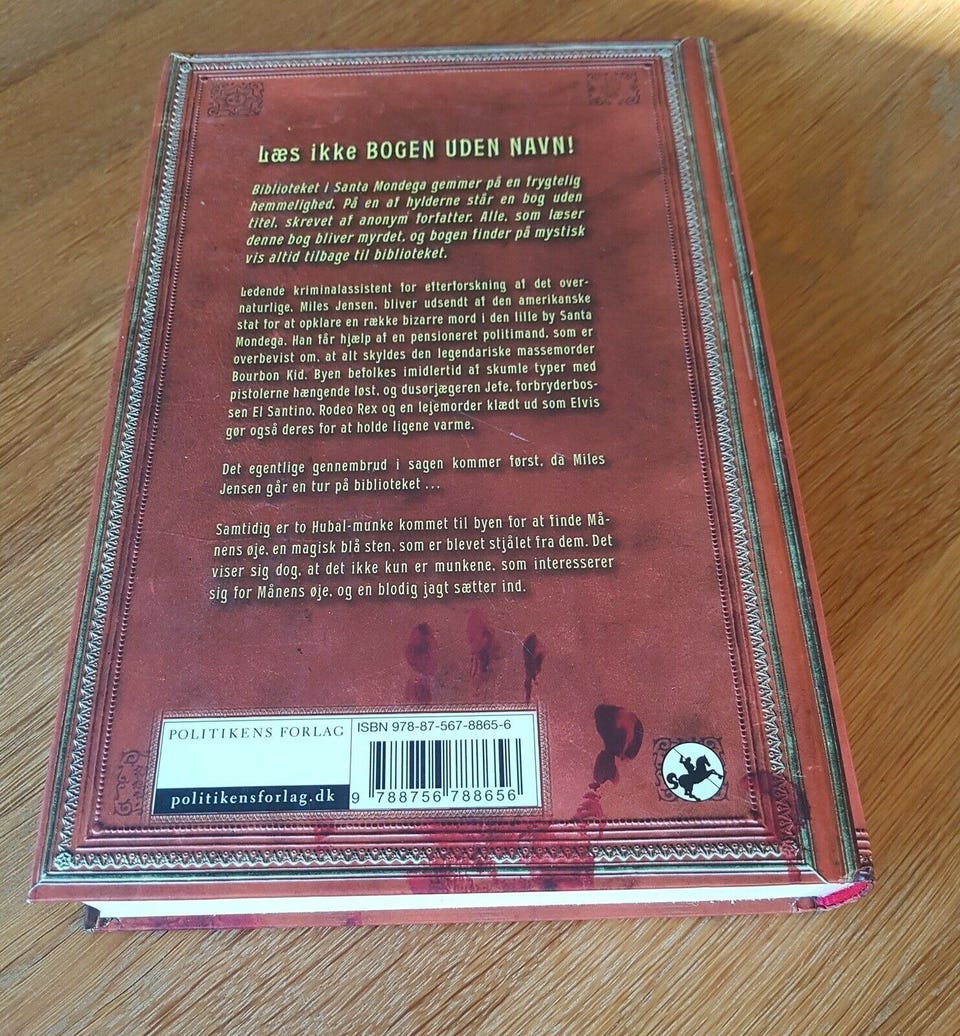 Læs ikke BOGEN UDEN NAVN!
Biblioteket i Santa Mondega gemmer på en frygtelig
hemmelighed. På en af hylderne står en bog uden
titel, skrevet af anonym forfatter. Alle, som læser
denne bog bliver myrdet, og bogen finder på mystisk
vis altid tilbage til biblioteket.
Ledende kriminalassistent for efterforskning af det over-
naturlige, Miles Jensen, bliver udsendt af den amerikanske
stat for at opklare en række bizarre mord i den lille by Santa
Mondega. Han får hjælp af en pensioneret politimand, som er
overbevist om, at alt skyldes den legendariske massemorder
Bourbon Kid. Byen befolkes imidlertid af skumle typer med
pistolerne hængende løst, og dusørjægeren Jefe, forbryderbos-
sen El Santino, Rodeo Rex og en lejemorder klædt ud som Elvis
gør også deres for at holde ligene varme.
Det egentlige gennembrud i sagen kommer først, da Miles
Jensen går en tur på biblioteket ...
Samtidig er to Hubal-munke kommet til byen for at finde Må-
nens øje, en magisk blå sten, som er blevet stjålet fra dem. Det
viser sig dog, at det ikke kun er munkene, som interesserer
sig for Månens øje, og en blodig jagt sætter ind.
POLITIKENS FORLAG
politikensforlag.dk
ISBN 978-87-567-8865-6
9 788756 788656